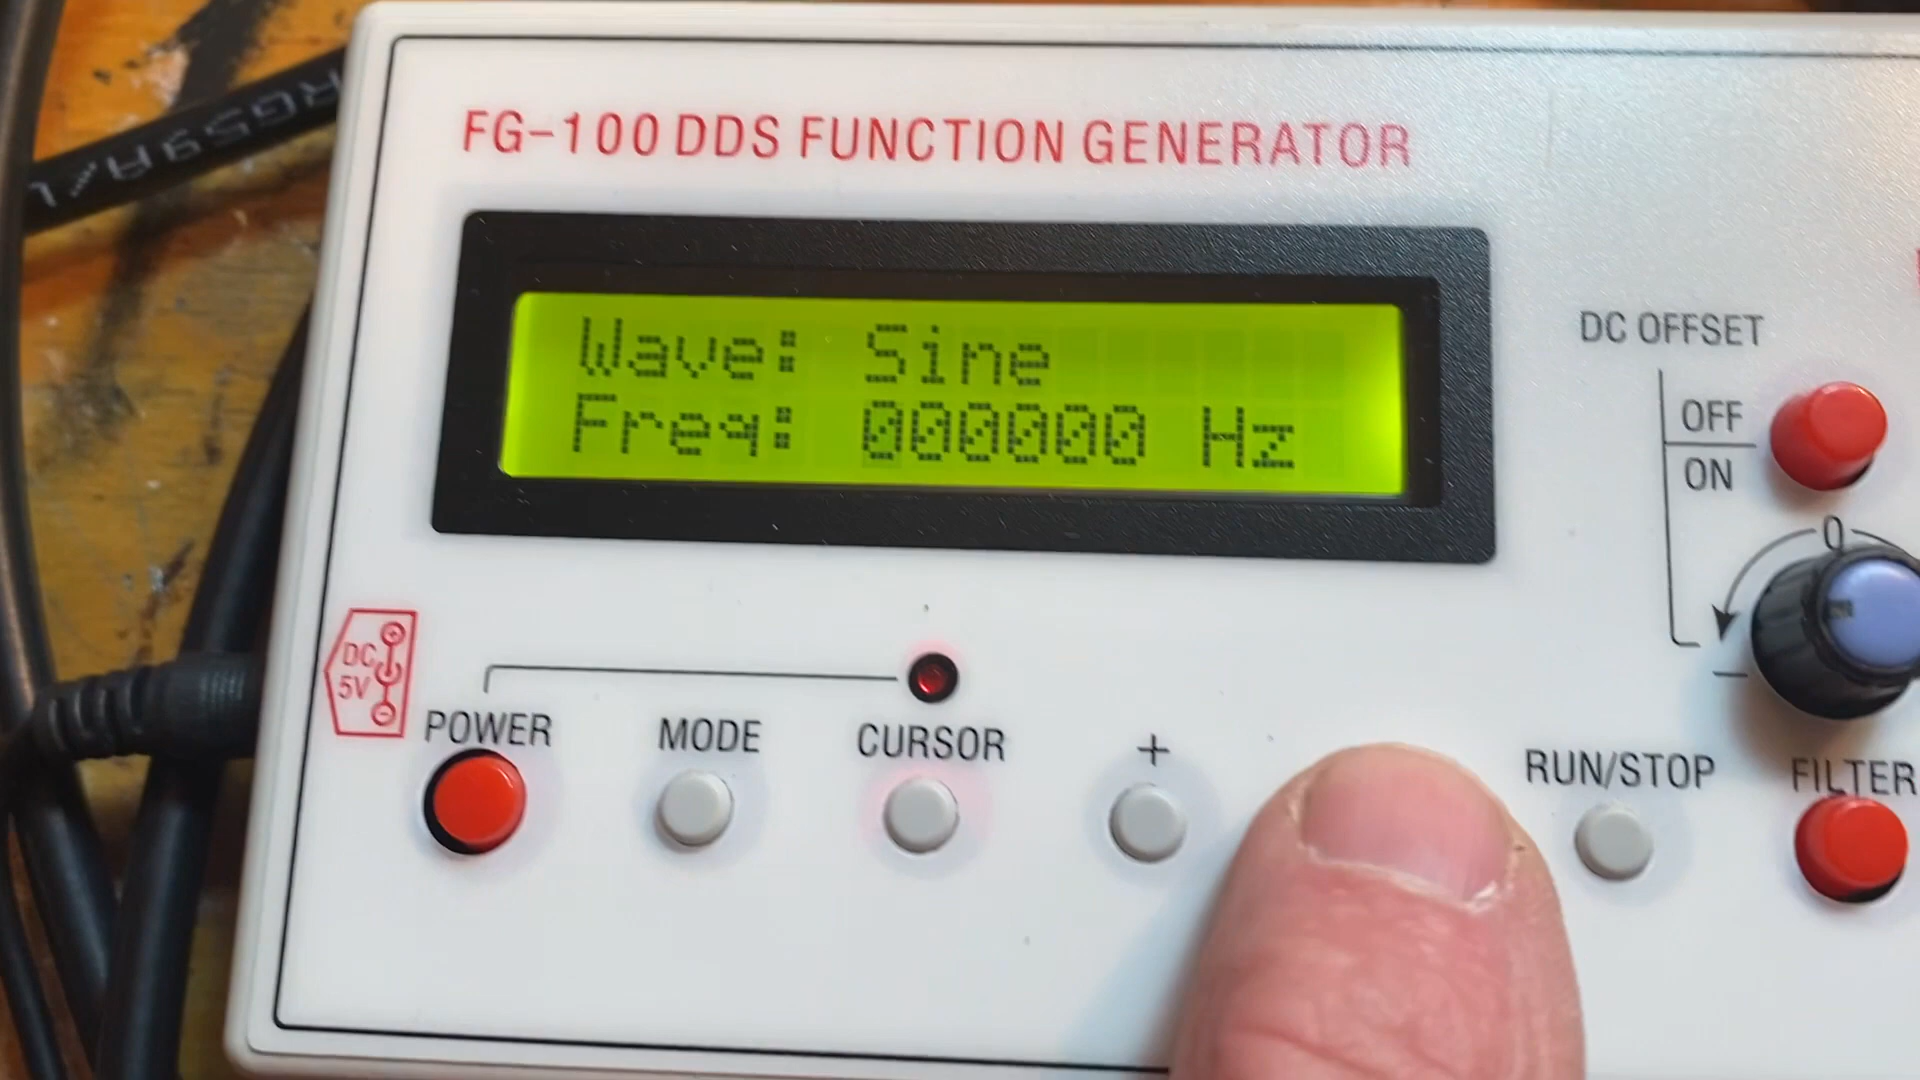 RG59A/U
FG-100 DDS FUNCTION GENERATOR
Wave: Sine
Freq: 000000 Hz
DC OFFSET
OFF
ON
0
−
DC
5V
+
−
POWER
MODE
CURSOR
+
RUN/STOP
FILTER